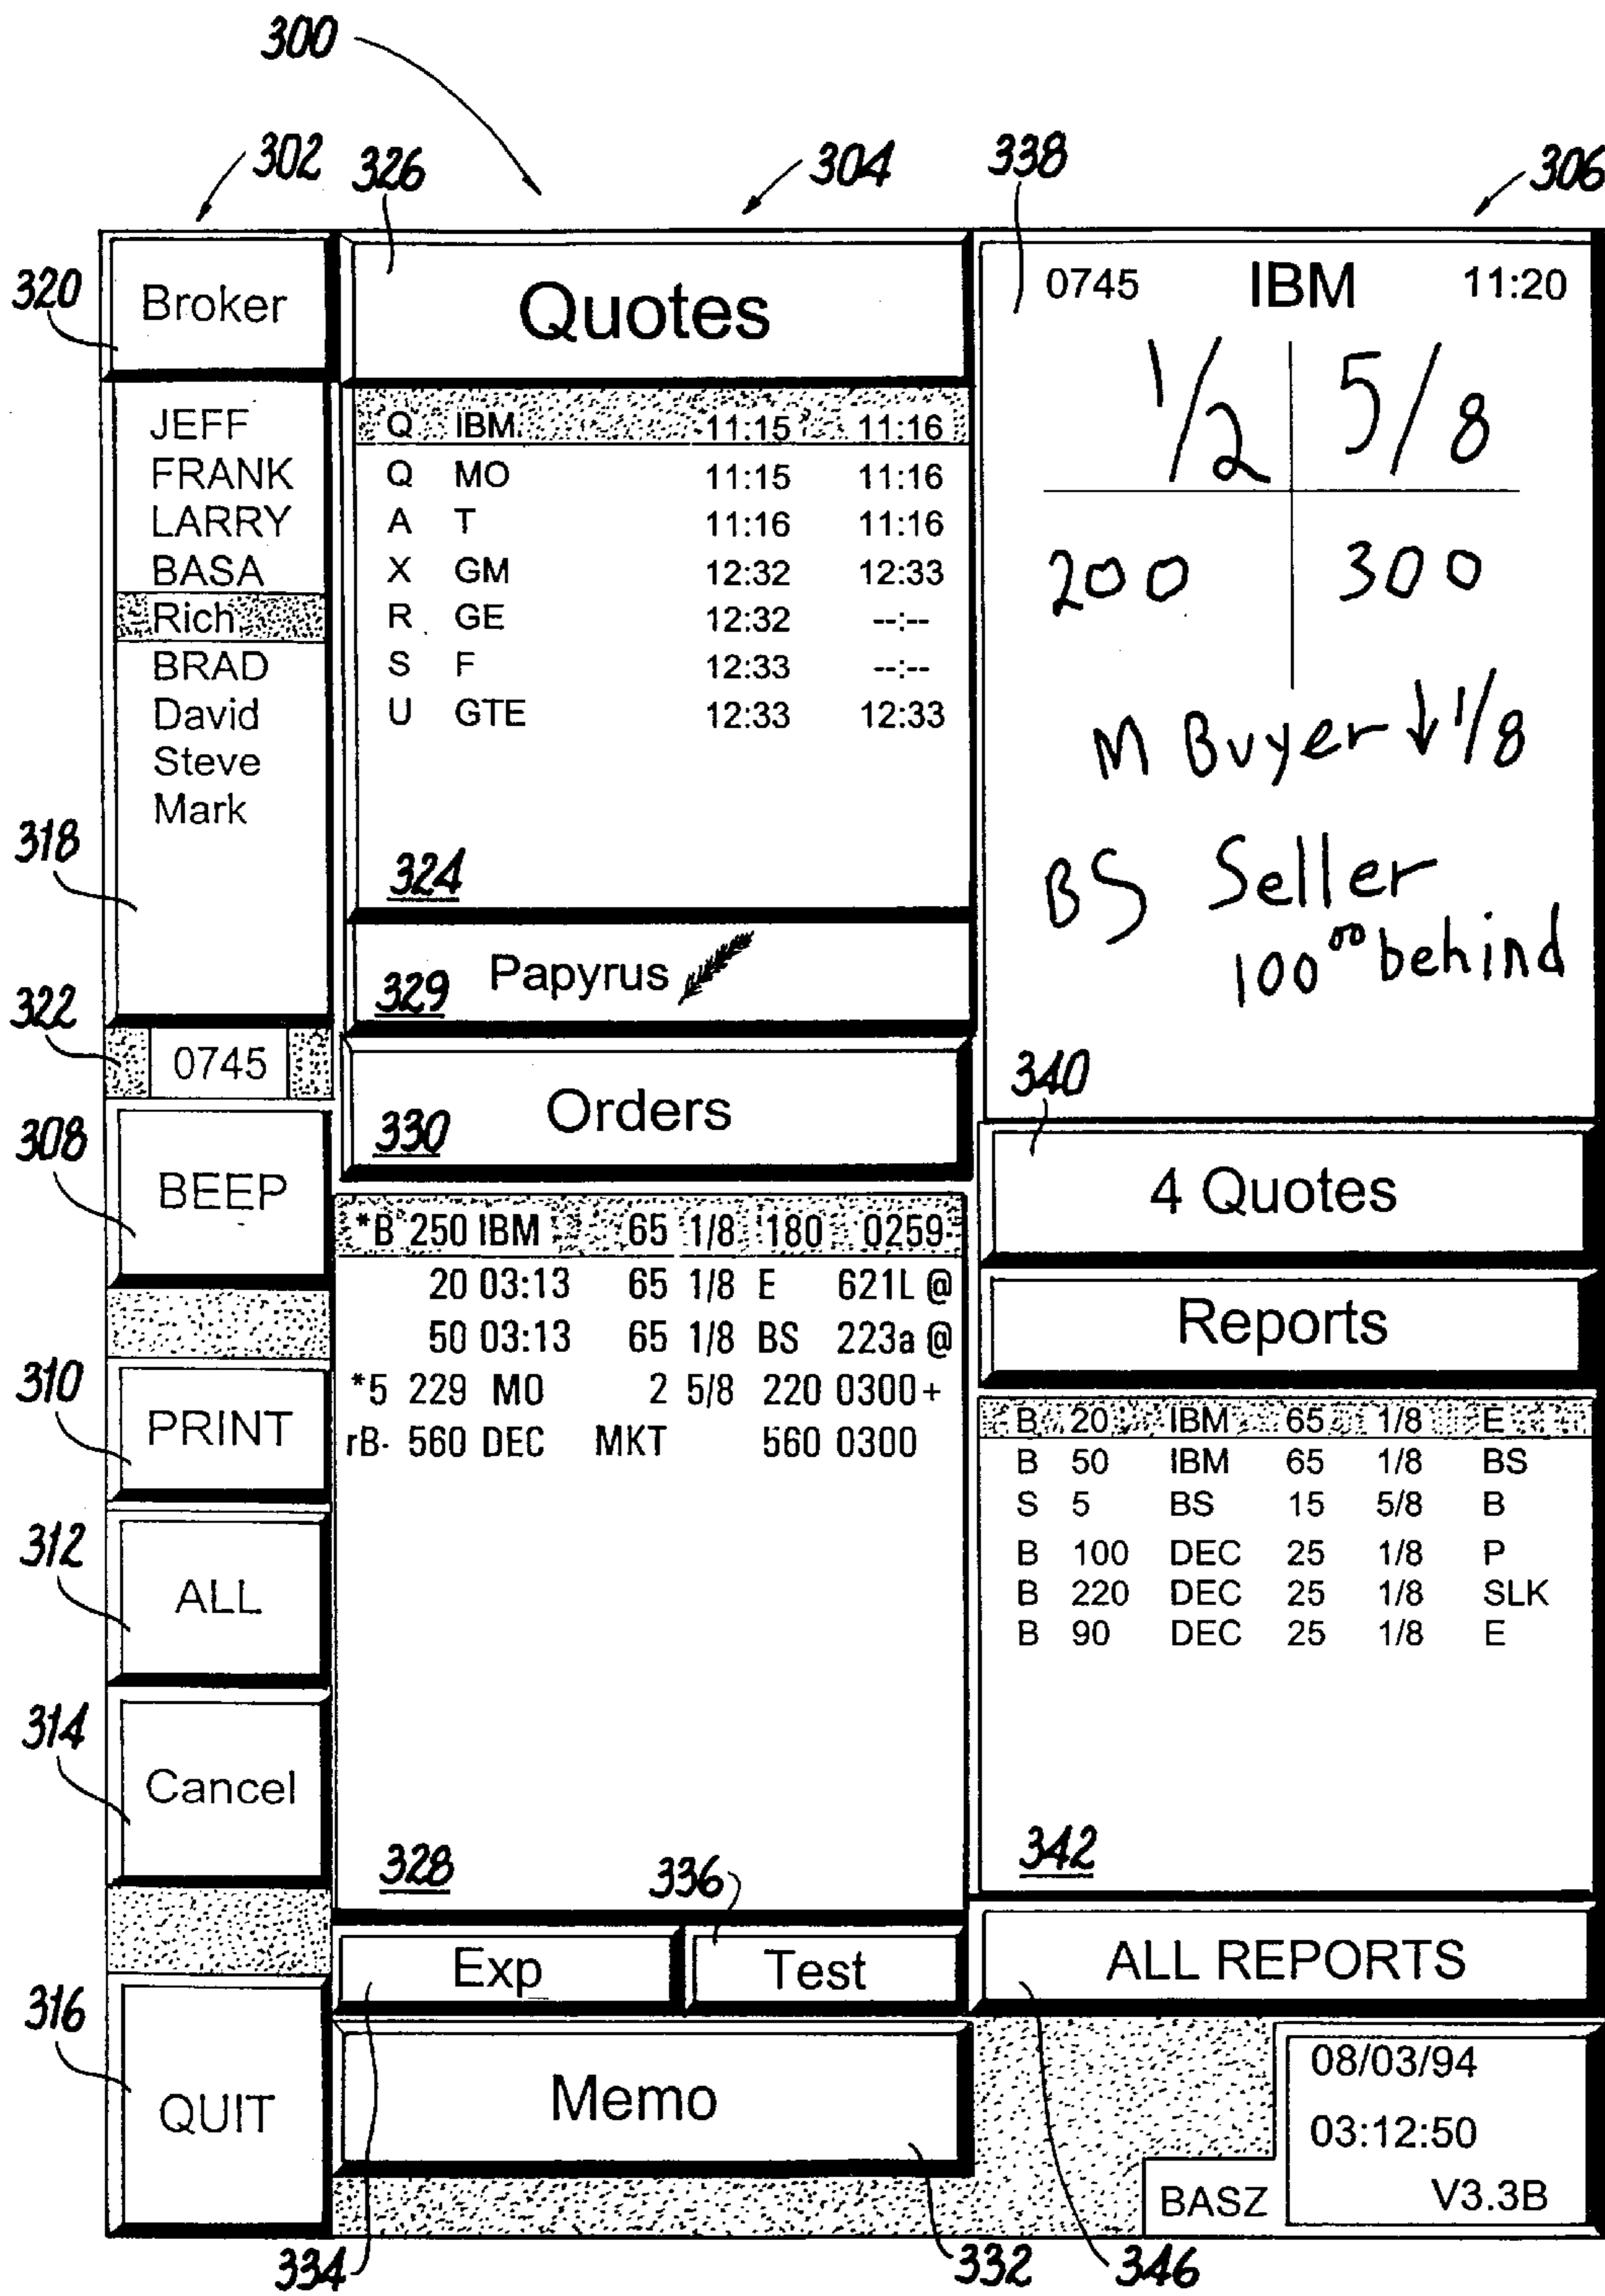 300
302
326
304
338
306
320
Broker
JEFF
FRANK
LARRY
BASA
Rich
BRAD
David
Steve
Mark
318
322
0745
308
BEEP
310
PRINT
312
ALL
314
Cancel
316
QUIT
Quotes
Q IBM 11:15 11:16
Q MO 11:15 11:16
A T 11:16 11:16
X GM 12:32 12:33
R GE 12:32 --:--
S F 12:33 --:--
U GTE 12:33 12:33
324
329 Papyrus
330 Orders
*B 250 IBM 65 1/8 180 0259-
20 03:13 65 1/8 E 621L @
50 03:13 65 1/8 BS 223a @
*5 229 MO 2 5/8 220 0300+
rB- 560 DEC MKT 560 0300
328
336
Exp Test
Memo
334
332
0745 IBM 11:20
1/2 5/8
200 300
M Buyer ↓ 1/8
BS Seller
100⁰⁰ behind
340
4 Quotes
Reports
B 20 IBM 65 1/8 E
B 50 IBM 65 1/8 BS
S 5 BS 15 5/8 B
B 100 DEC 25 1/8 P
B 220 DEC 25 1/8 SLK
B 90 DEC 25 1/8 E
342
ALL REPORTS
08/03/94
03:12:50
BASZ V3.3B
346